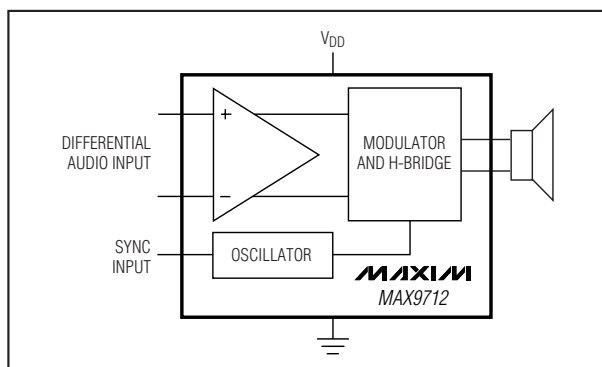 VDD
+
DIFFERENTIAL
AUDIO INPUT
−
MODULATOR
AND H-BRIDGE
SYNC
INPUT
OSCILLATOR
MAXIM
MAX9712